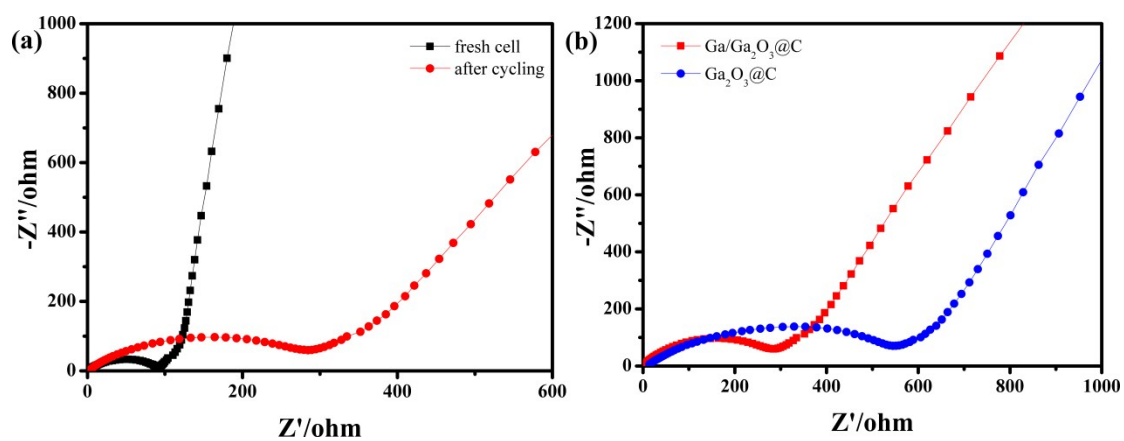 (a)
fresh cell
after cycling
-Z''/ohm
1000
800
600
400
200
0
0 200 400 600
Z'/ohm
(b)
Ga/Ga₂O₃@C
Ga₂O₃@C
-Z''/ohm
1200
1000
800
600
400
200
0
0 200 400 600 800 1000
Z'/ohm